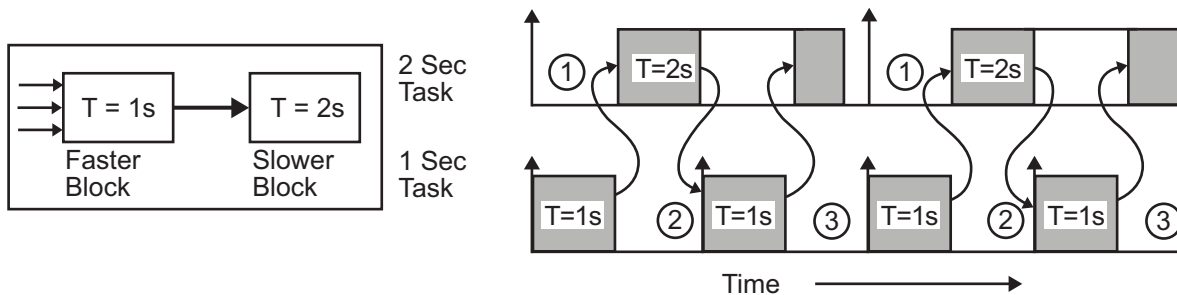 T = 1s
T = 2s
Faster
Block
Slower
Block
2 Sec
Task
1 Sec
Task
1
T=2s
1
T=2s
T=1s
2
T=1s
3
T=1s
2
T=1s
3
Time